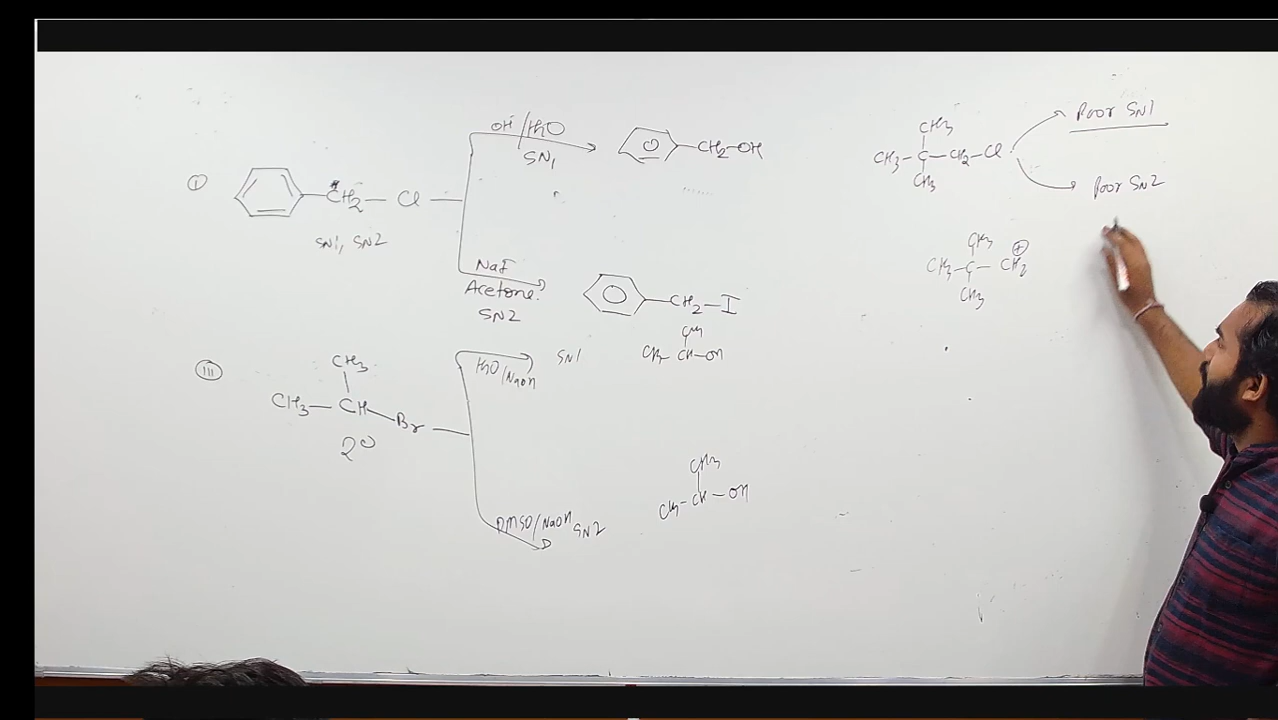 (i) CH2 — Cl
SN1, SN2
OH⁻/H2O
SN1
CH2—OH
NaI
Acetone
SN2
CH2—I
(iii) CH3
CH3—CH—Br
2°
H2O/NaOH SN1
CH3
CH3 CH—OH
DMSO/NaOH SN2
CH3
CH3—CH—OH
CH3
CH3—C—CH2—Cl
CH3
Poor SN1
Poor SN2
CH3 ⊕
CH3—C—CH2
CH3